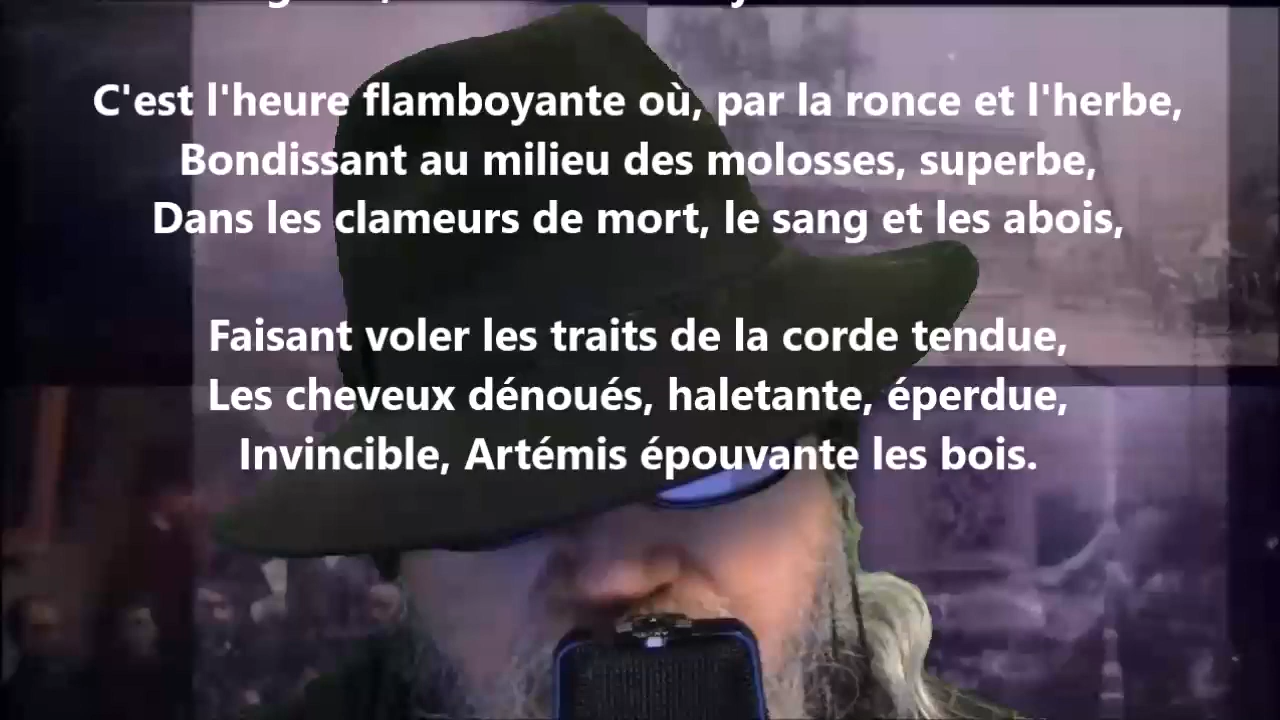 C'est l'heure flamboyante où, par la ronce et l'herbe,
Bondissant au milieu des molosses, superbe,
Dans les clameurs de mort, le sang et les abois,
Faisant voler les traits de la corde tendue,
Les cheveux dénoués, haletante, éperdue,
Invincible, Artémis épouvante les bois.